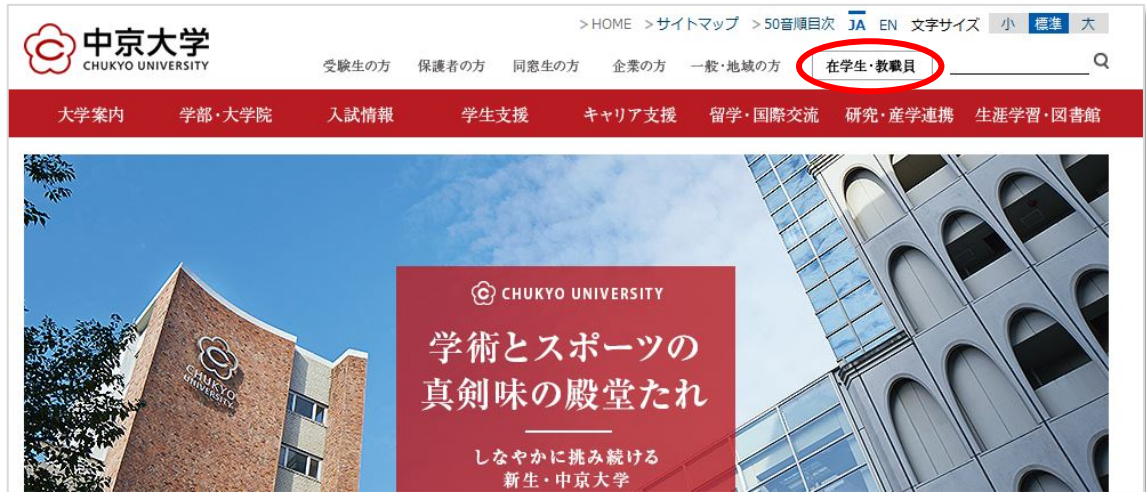 >HOME >サイトマップ >50音順目次 JA EN 文字サイズ 小 標準 大
中京大学
CHUKYO UNIVERSITY
受験生の方 保護者の方 同窓生の方 企業の方 一般・地域の方 在学生・教職員
大学案内 学部・大学院 入試情報 学生支援 キャリア支援 留学・国際交流 研究・産学連携 生涯学習・図書館
CHUKYO UNIVERSITY
学術とスポーツの
真剣味の殿堂たれ
しなやかに挑み続ける
新生・中京大学
CHUKYO
UNIVERSITY